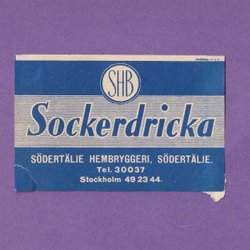 SHB
Sockerdricka
SÖDERTÄLJE HEMBRYGGERI, SÖDERTÄLJE.
Tel. 30037
Stockholm 49 23 44.